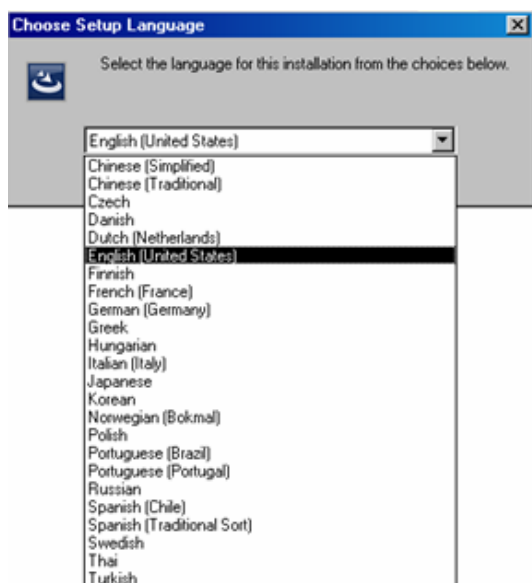 Choose Setup Language
Select the language for this installation from the choices below.
English (United States)
Chinese (Simplified)
Chinese (Traditional)
Czech
Danish
Dutch (Netherlands)
English (United States)
Finnish
French (France)
German (Germany)
Greek
Hungarian
Italian (Italy)
Japanese
Korean
Norwegian (Bokmal)
Polish
Portuguese (Brazil)
Portuguese (Portugal)
Russian
Spanish (Chile)
Spanish (Traditional Sort)
Swedish
Thai
Turkish